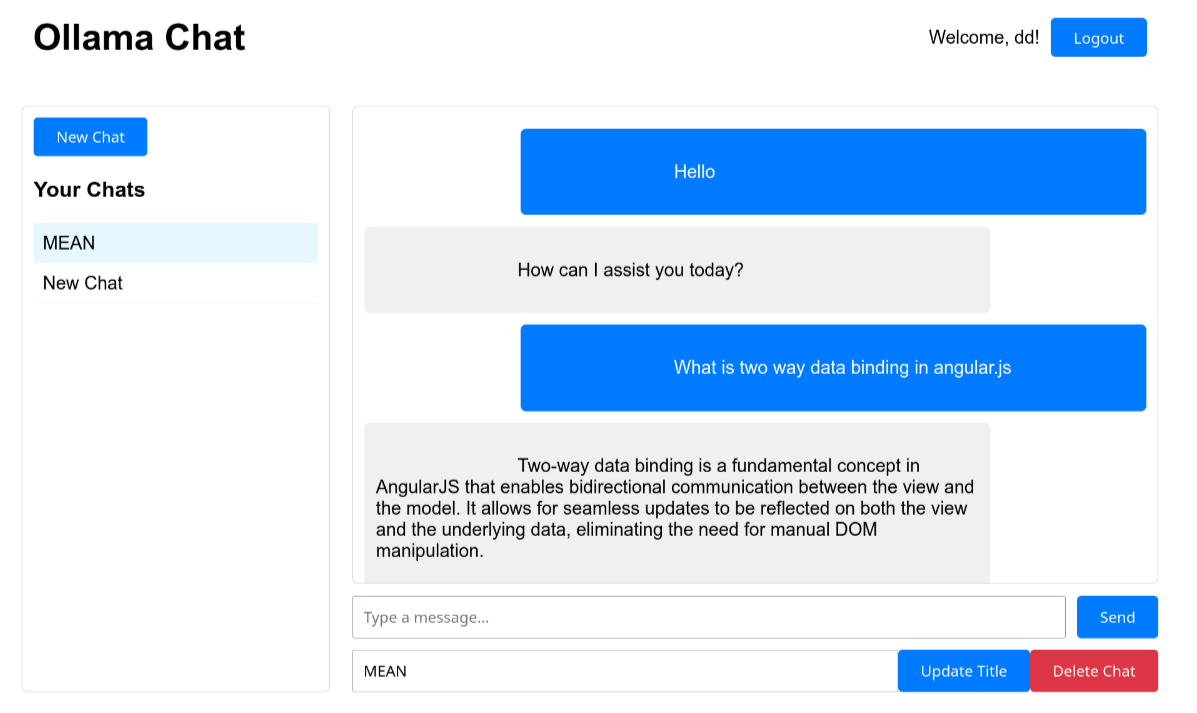 Ollama Chat
Welcome, dd!
Logout
New Chat
Your Chats
MEAN
New Chat
Hello
How can I assist you today?
What is two way data binding in angular.js
Two-way data binding is a fundamental concept in
AngularJS that enables bidirectional communication between the view and
the model. It allows for seamless updates to be reflected on both the view
and the underlying data, eliminating the need for manual DOM
manipulation.
Type a message...
Send
MEAN
Update Title
Delete Chat